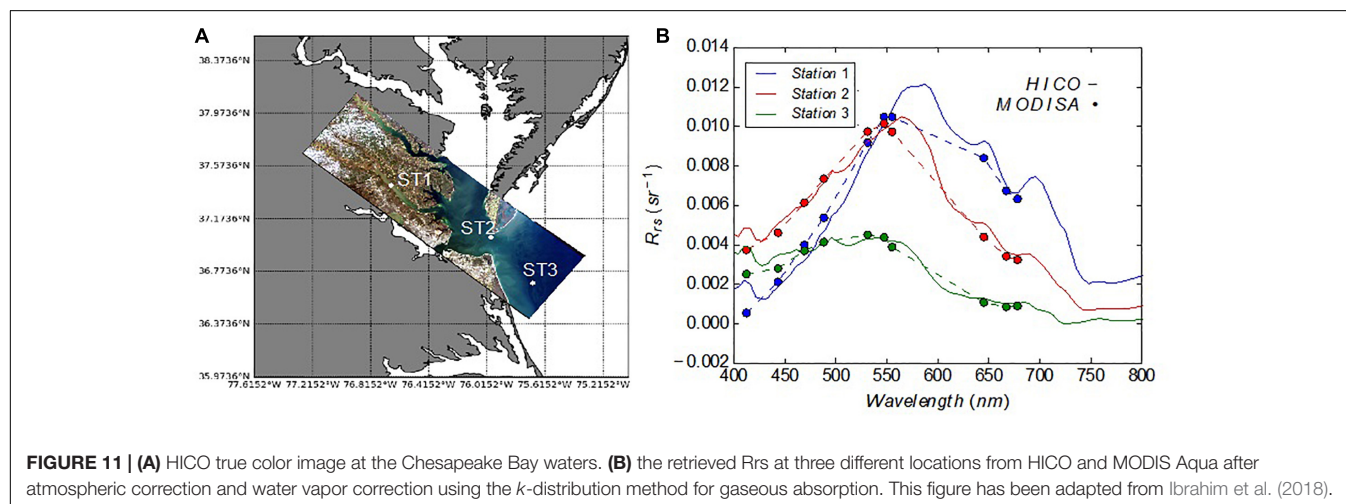 A
38.3736°N
37.9736°N
37.5736°N
37.1736°N
36.7736°N
36.3736°N
35.9736°N
77.6152°W 77.2152°W 76.8152°W 76.4152°W 76.0152°W 75.6152°W 75.2152°W
ST1
ST2
ST3
B
0.014
0.012
0.010
0.008
0.006
0.004
0.002
0.000
−0.002
R_rs (sr⁻¹)
Station 1
Station 2
Station 3
HICO –
MODISA •
400 450 500 550 600 650 700 750 800
Wavelength (nm)
FIGURE 11 | (A) HICO true color image at the Chesapeake Bay waters. (B) the retrieved Rrs at three different locations from HICO and MODIS Aqua after
atmospheric correction and water vapor correction using the k-distribution method for gaseous absorption. This figure has been adapted from Ibrahim et al. (2018).